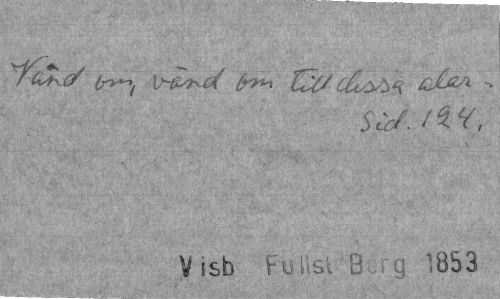 Vänd om, vänd om till dessa alar -
Sid. 124.
Visb Fullst Berg 1853